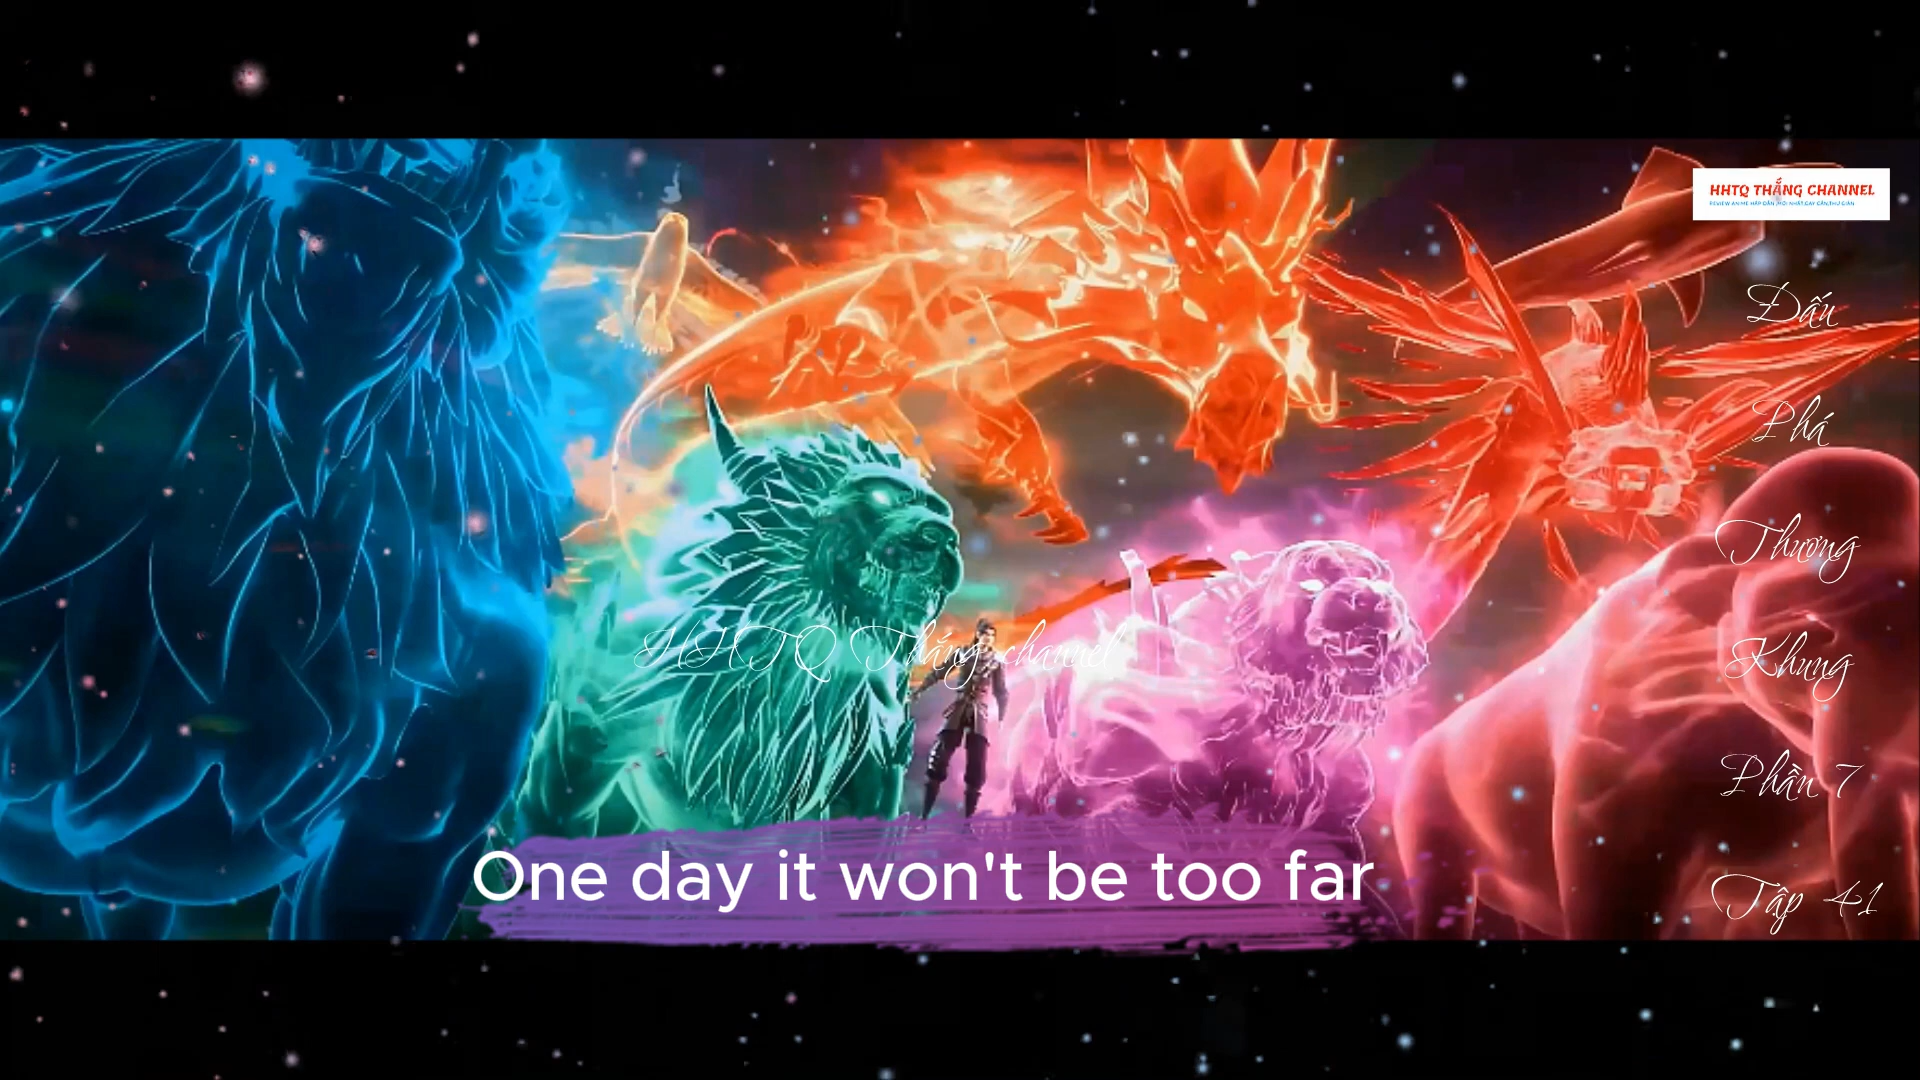 HHTQ THẮNG CHANNEL
Đấu
Phá
Thương
Khung
Phần 7
Tập 41
HHTQ Thắng channel
One day it won't be too far